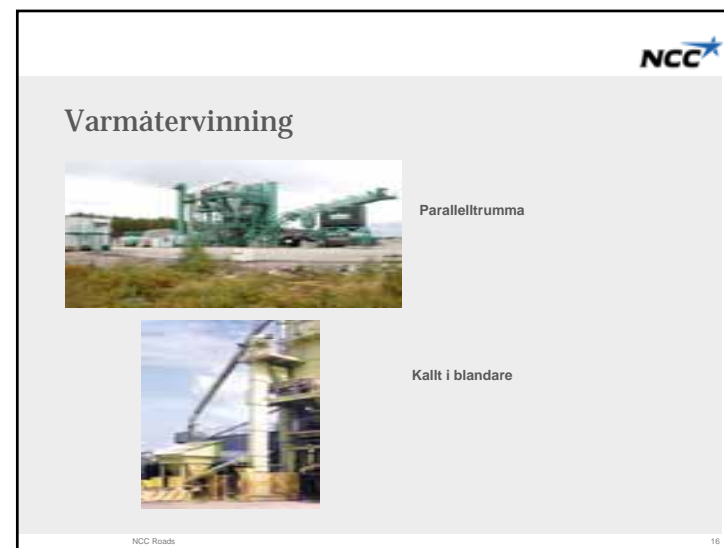 NCC
Varmåtervinning
Parallelltrumma
Kallt i blandare
NCC Roads
16